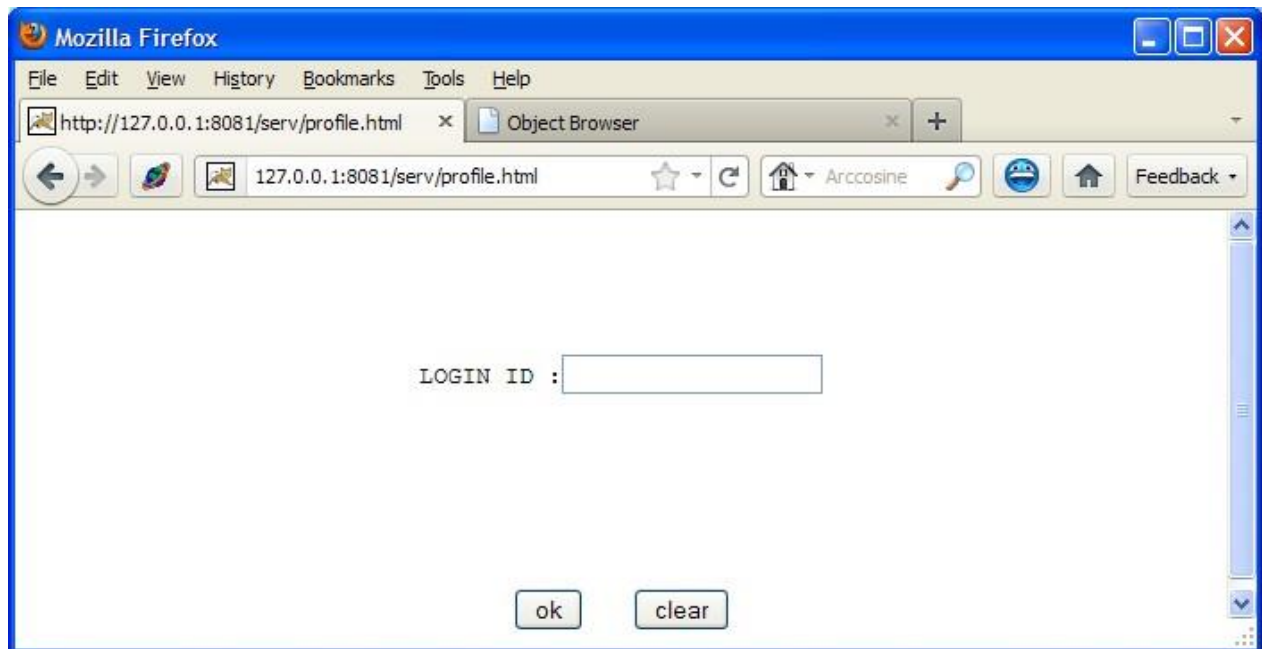 Mozilla Firefox
File Edit View History Bookmarks Tools Help
http://127.0.0.1:8081/serv/profile.html Object Browser
127.0.0.1:8081/serv/profile.html Arccosine Feedback
LOGIN ID :
ok clear